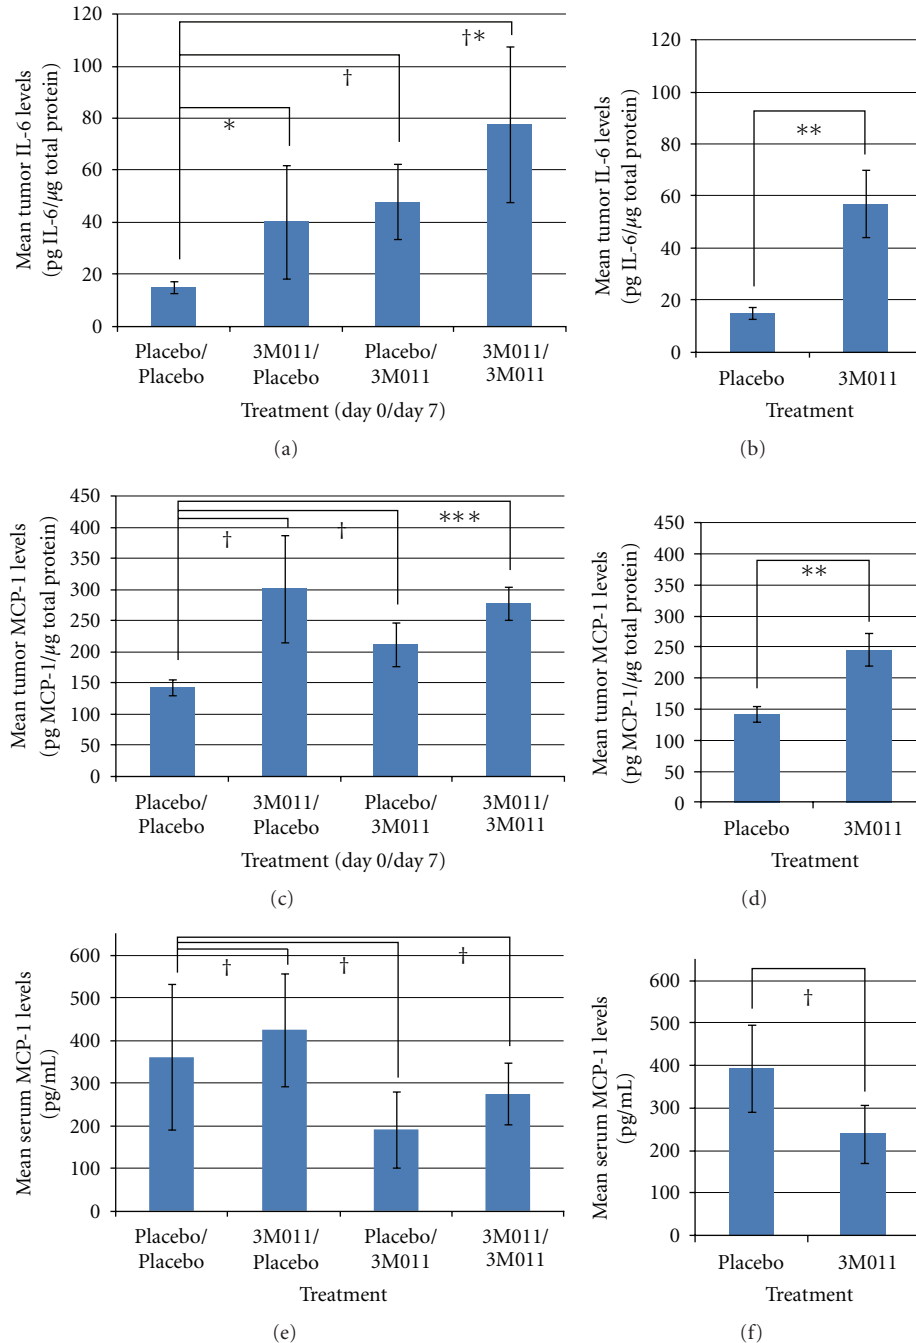 Mean tumor IL-6 levels
(pg IL-6/μg total protein)
120
100
80
60
40
20
0
*
†
†*
Placebo/ 3M011/ Placebo/ 3M011/
Placebo Placebo 3M011 3M011
Treatment (day 0/day 7)
(a)
Mean tumor IL-6 levels
(pg IL-6/μg total protein)
120
100
80
60
40
20
0
**
Placebo 3M011
Treatment
(b)
Mean tumor MCP-1 levels
(pg MCP-1/μg total protein)
450
400
350
300
250
200
150
100
50
0
†
†
***
Placebo/ 3M011/ Placebo/ 3M011/
Placebo Placebo 3M011 3M011
Treatment (day 0/day 7)
(c)
Mean tumor MCP-1 levels
(pg MCP-1/μg total protein)
450
400
350
300
250
200
150
100
50
0
**
Placebo 3M011
Treatment
(d)
Mean serum MCP-1 levels
(pg/mL)
600
500
400
300
200
100
0
†
†
†
Placebo/ 3M011/ Placebo/ 3M011/
Placebo Placebo 3M011 3M011
Treatment
(e)
Mean serum MCP-1 levels
(pg/mL)
600
500
400
300
200
100
0
†
Placebo 3M011
Treatment
(f)